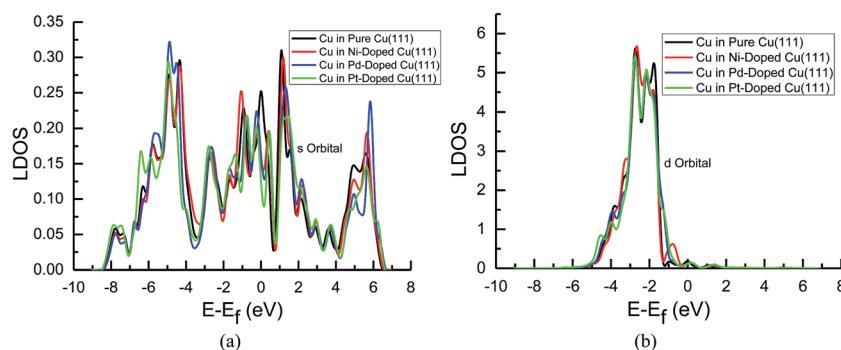 (a)
LDOS
0.35
0.30
0.25
0.20
0.15
0.10
0.05
0.00
Cu in Pure Cu(111)
Cu in Ni-Doped Cu(111)
Cu in Pd-Doped Cu(111)
Cu in Pt-Doped Cu(111)
s Orbital
-10 -8 -6 -4 -2 0 2 4 6 8
E-Ef (eV)
(b)
LDOS
6
5
4
3
2
1
0
Cu in Pure Cu(111)
Cu in Ni-Doped Cu(111)
Cu in Pd-Doped Cu(111)
Cu in Pt-Doped Cu(111)
d Orbital
-10 -8 -6 -4 -2 0 2 4 6 8
E-Ef (eV)